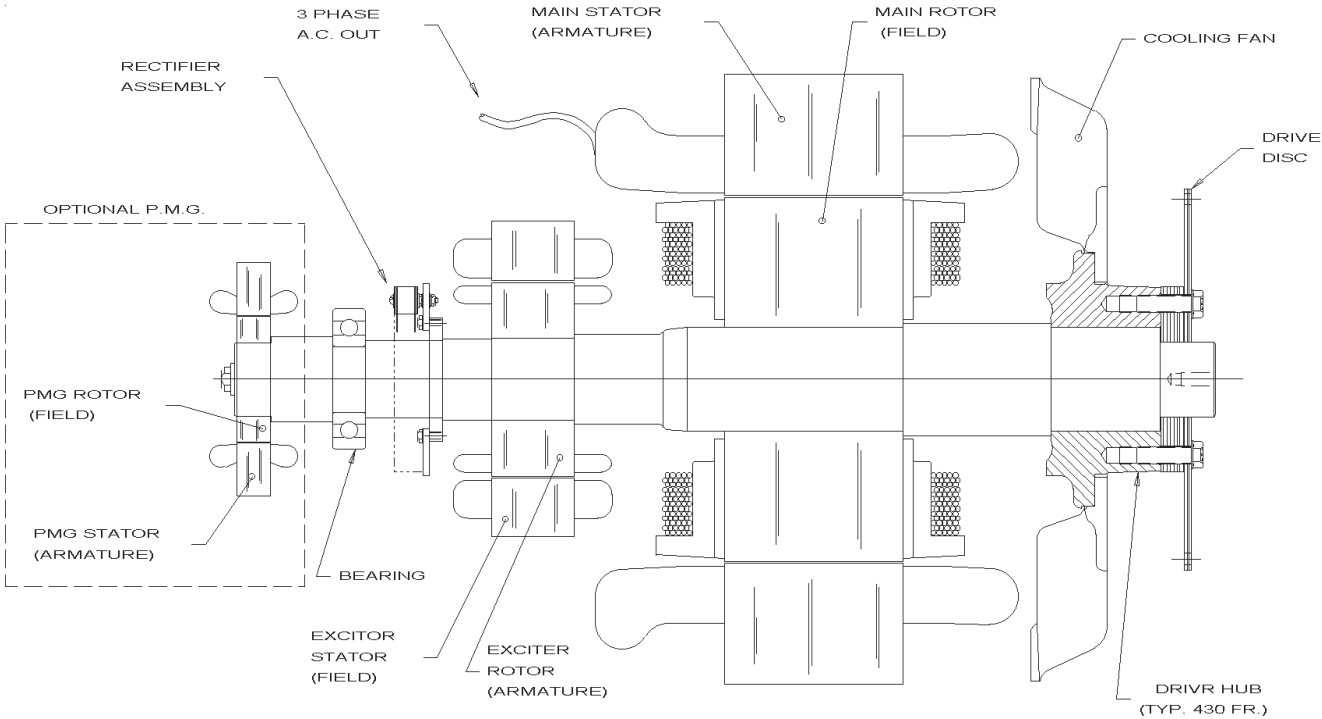 3 PHASE
A.C. OUT
MAIN STATOR
(ARMATURE)
MAIN ROTOR
(FIELD)
COOLING FAN
RECTIFIER
ASSEMBLY
DRIVE
DISC
OPTIONAL P.M.G.
PMG ROTOR
(FIELD)
PMG STATOR
(ARMATURE)
BEARING
EXCITOR
STATOR
(FIELD)
EXCITER
ROTOR
(ARMATURE)
DRIVR HUB
(TYP. 430 FR.)